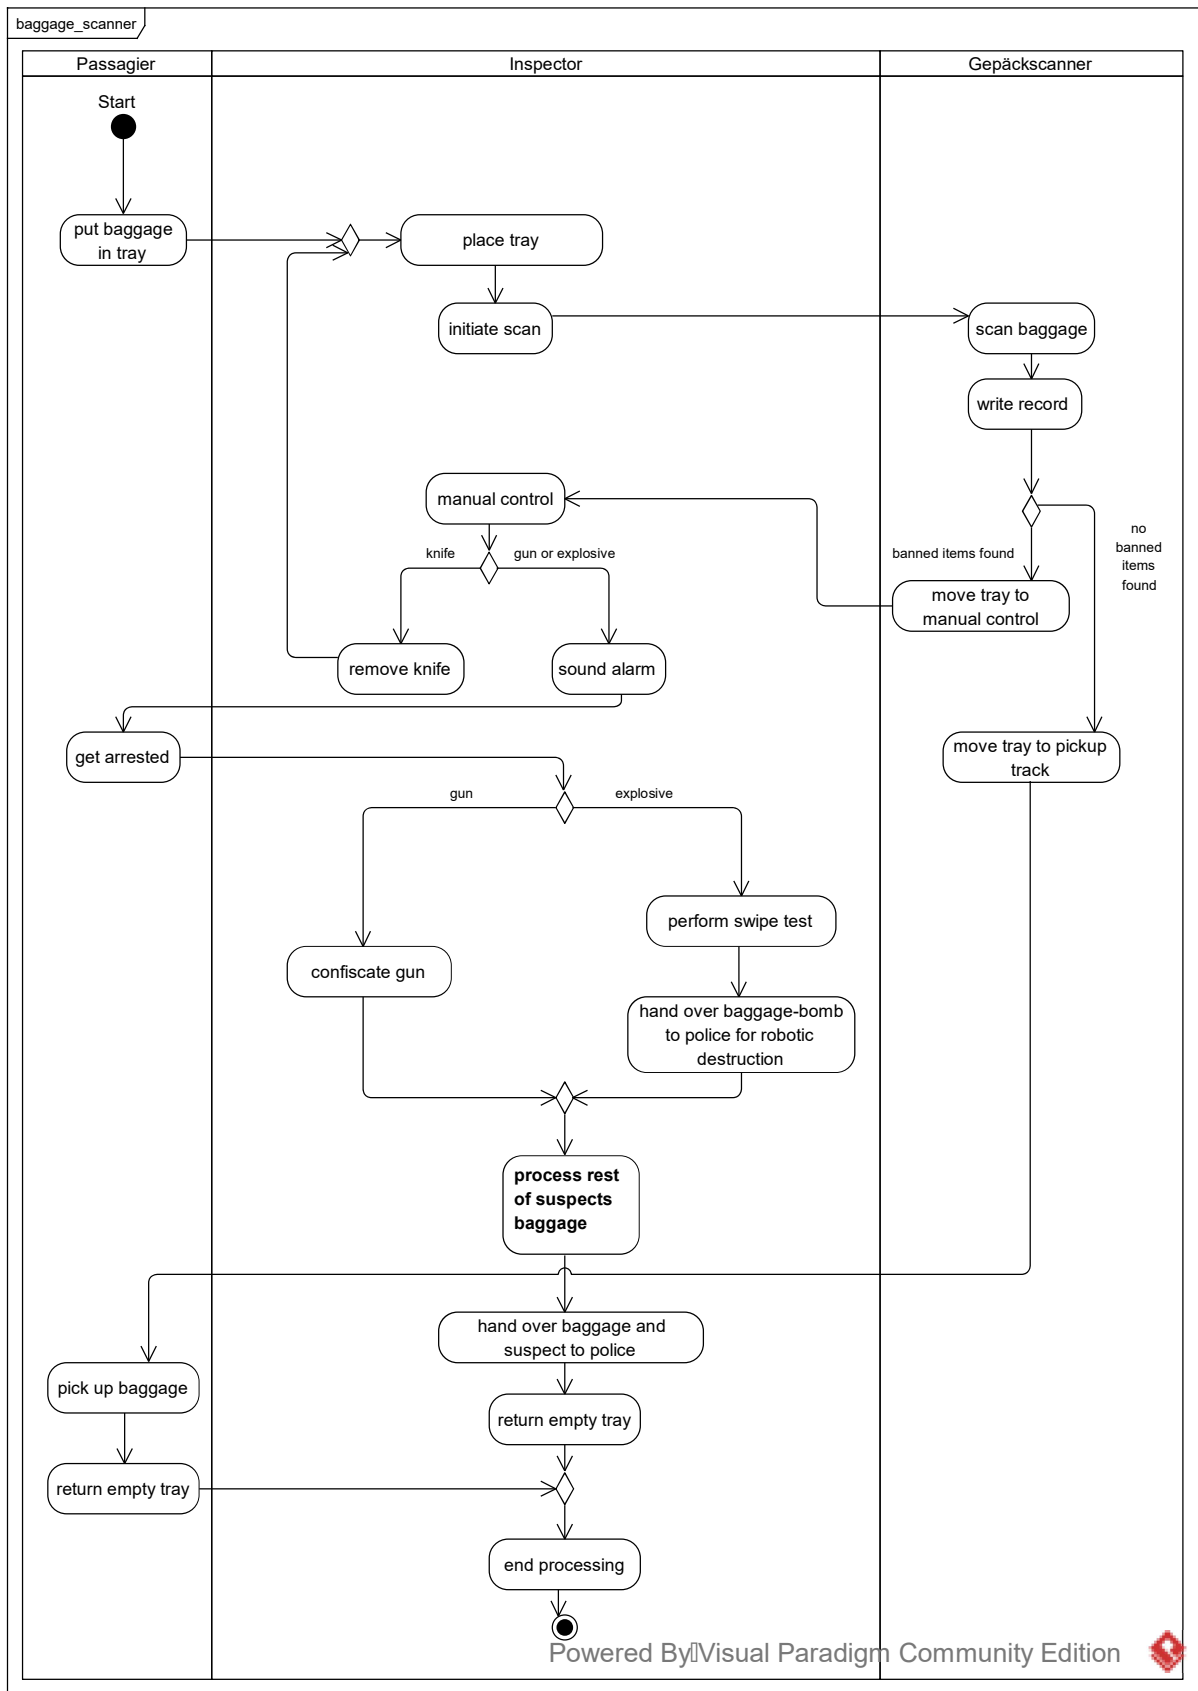 baggage_scanner
Passagier
Inspector
Gepäckscanner
Start
put baggage
in tray
place tray
initiate scan
scan baggage
write record
manual control
knife
gun or explosive
banned items found
no
banned
items
found
move tray to
manual control
remove knife
sound alarm
get arrested
move tray to pickup
track
gun
explosive
perform swipe test
confiscate gun
hand over baggage-bomb
to police for robotic
destruction
process rest
of suspects
baggage
hand over baggage and
suspect to police
pick up baggage
return empty tray
return empty tray
end processing
Powered By Visual Paradigm Community Edition